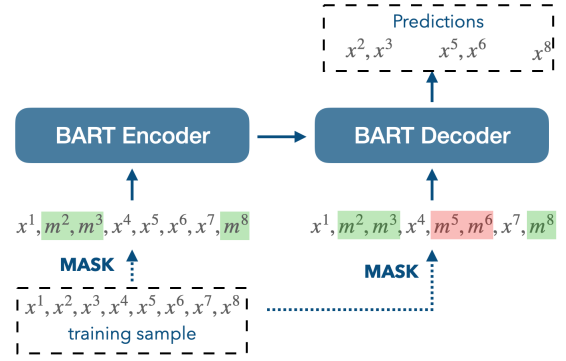 Predictions
x², x³ x⁵, x⁶ x⁸
BART Encoder
BART Decoder
x¹, m², m³, x⁴, x⁵, x⁶, x⁷, m⁸
x¹, m², m³, x⁴, m⁵, m⁶, x⁷, m⁸
MASK
MASK
x¹, x², x³, x⁴, x⁵, x⁶, x⁷, x⁸
training sample